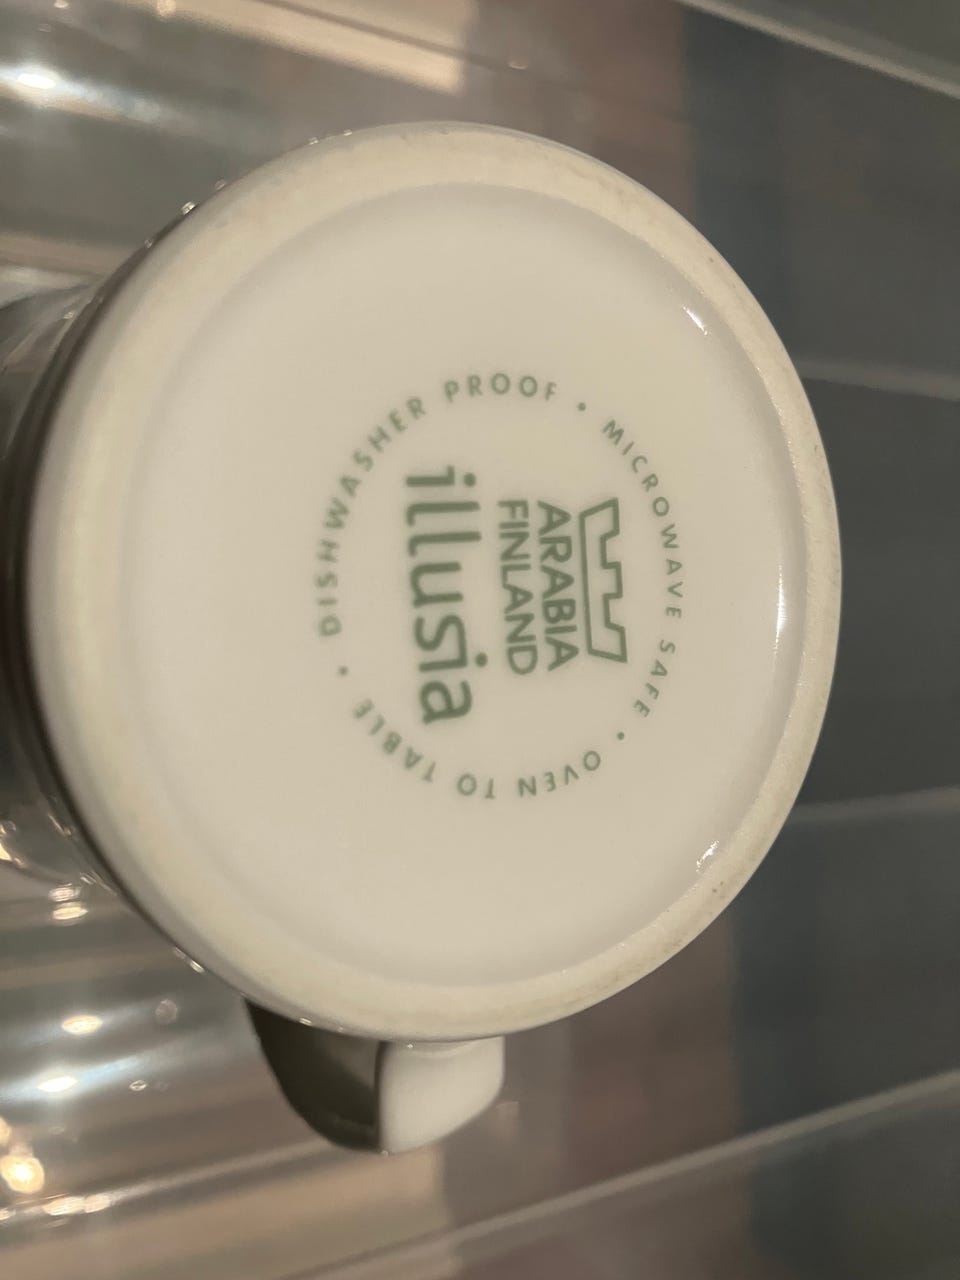 ARABIA
FINLAND
illusia
DISHWASHER PROOF • MICROWAVE SAFE • OVEN TO TABLE •